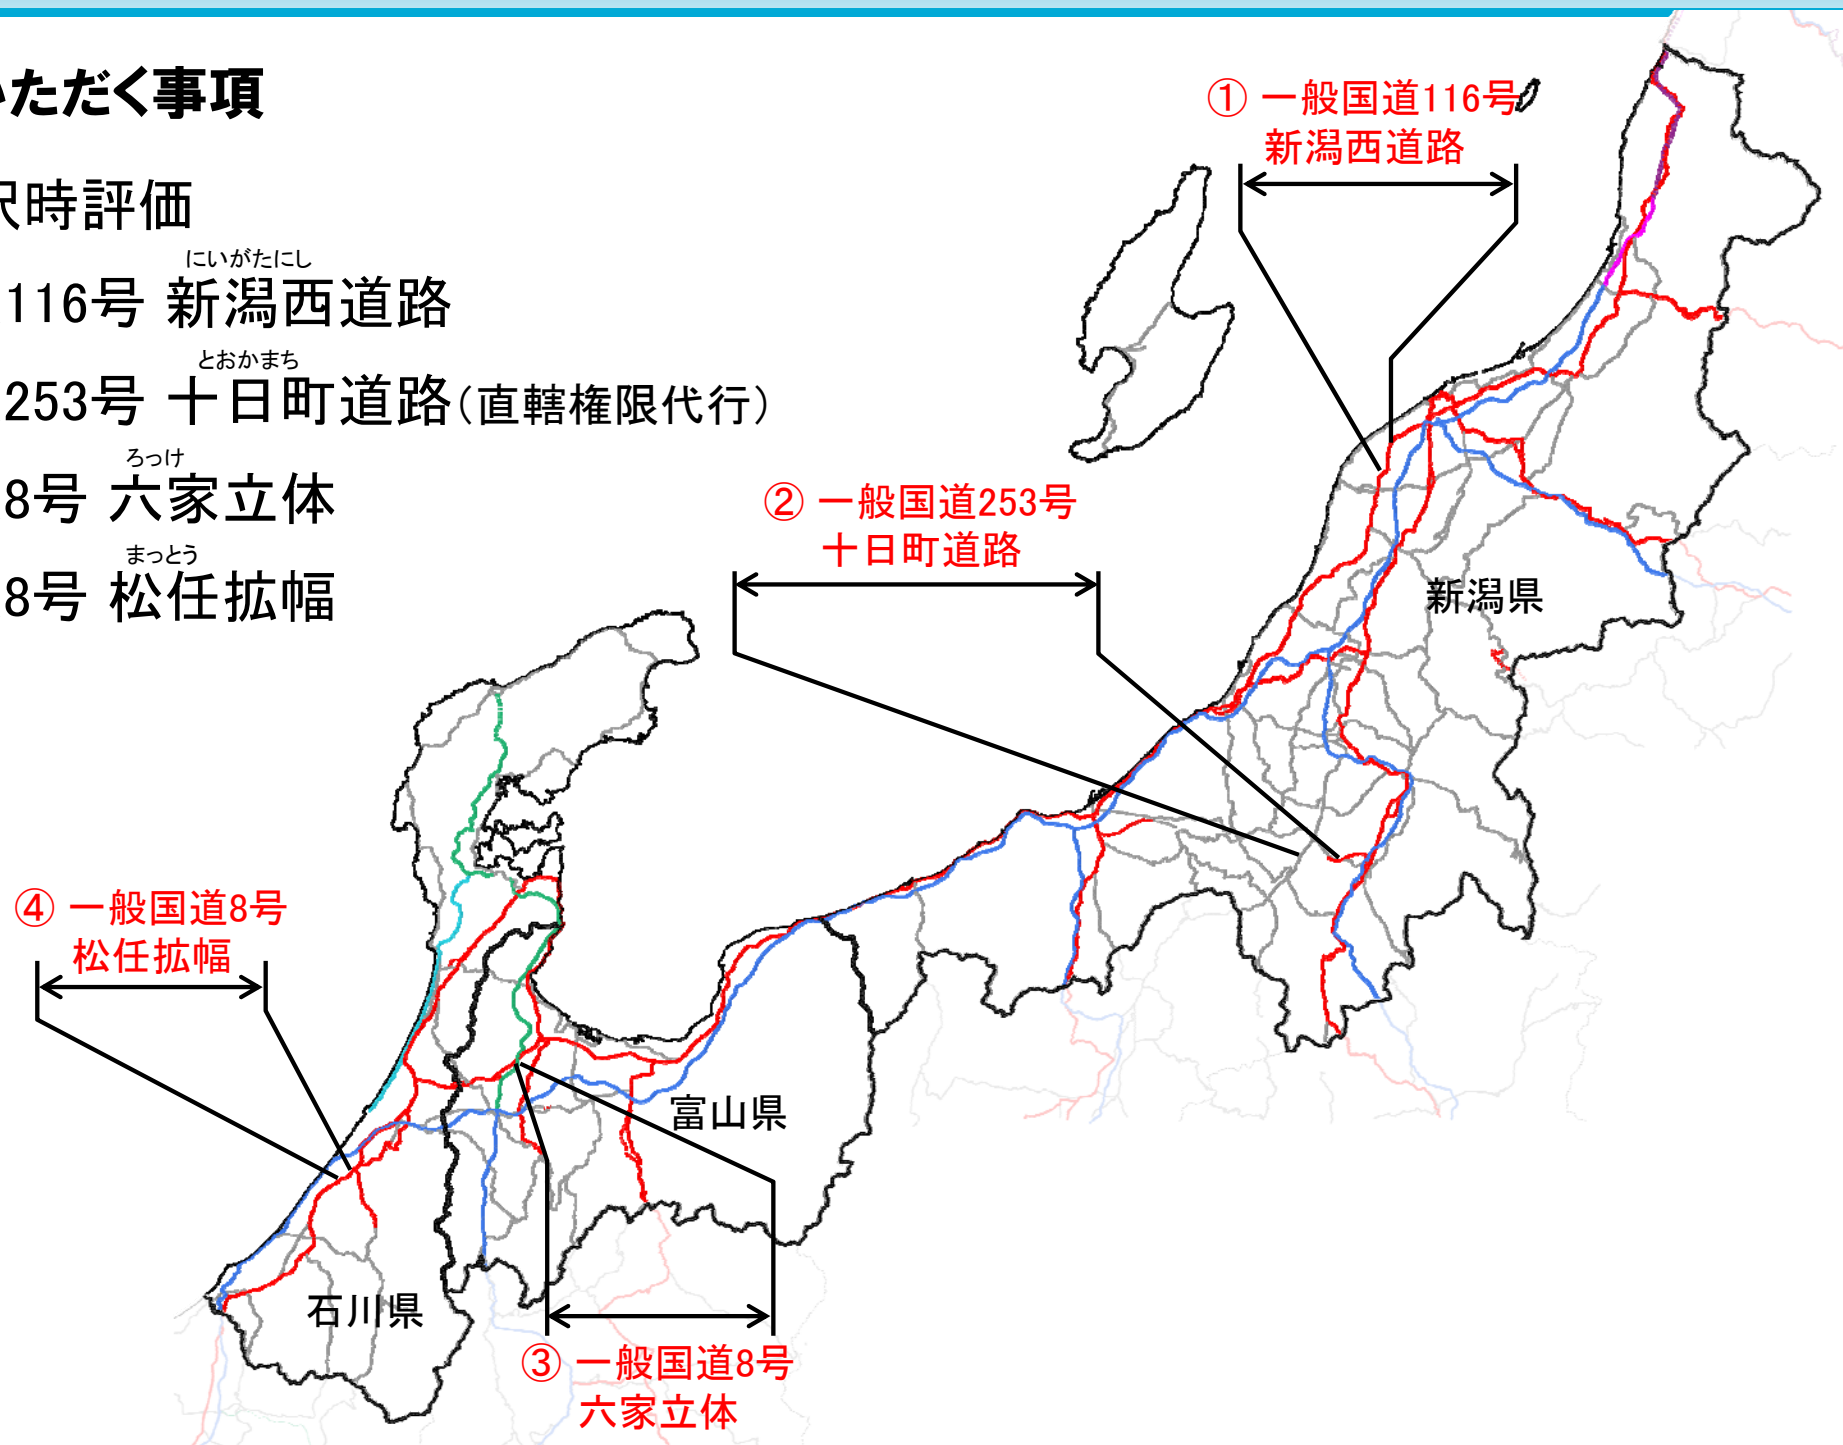 いただく事項
択時評価
にいがたにし
116号 新潟西道路
とおかまち
253号 十日町道路(直轄権限代行)
ろっけ
8号 六家立体
まっとう
8号 松任拡幅
① 一般国道116号
新潟西道路
② 一般国道253号
十日町道路
新潟県
④ 一般国道8号
松任拡幅
富山県
石川県
③ 一般国道8号
六家立体